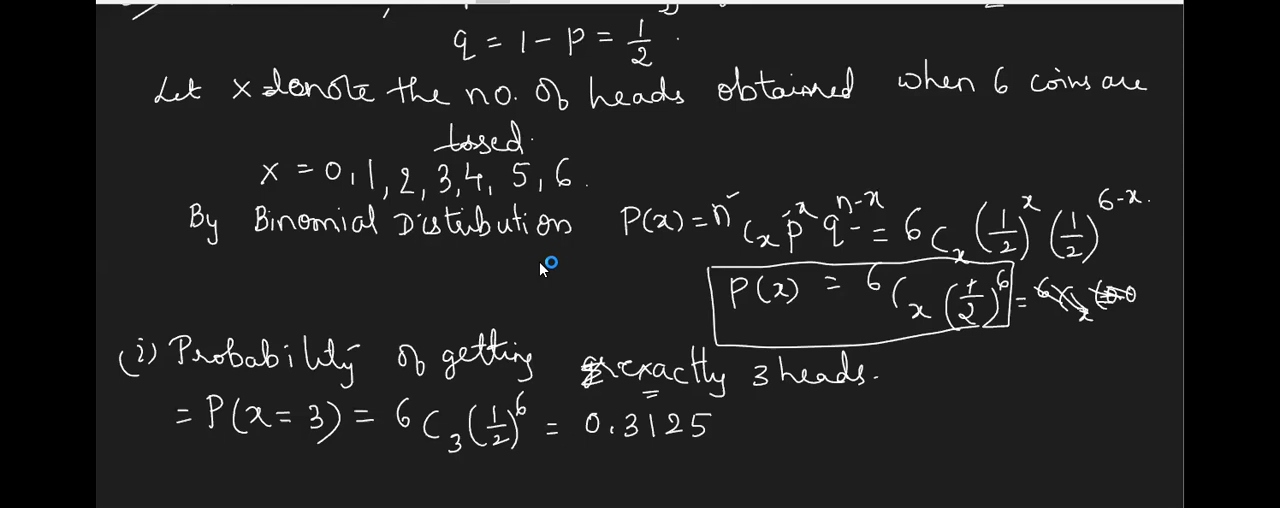 q = 1 - p = 1/2.
Let x denote the no. of heads obtained when 6 coins are
tossed.
x = 0, 1, 2, 3, 4, 5, 6.
By Binomial Distribution P(x) = nCx p^x q^(n-x) = 6Cx (1/2)^x (1/2)^(6-x).
P(x) = 6Cx (1/2)^6 =
(i) Probability of getting exactly 3 heads.
= P(x = 3) = 6C3 (1/2)^6 = 0.3125